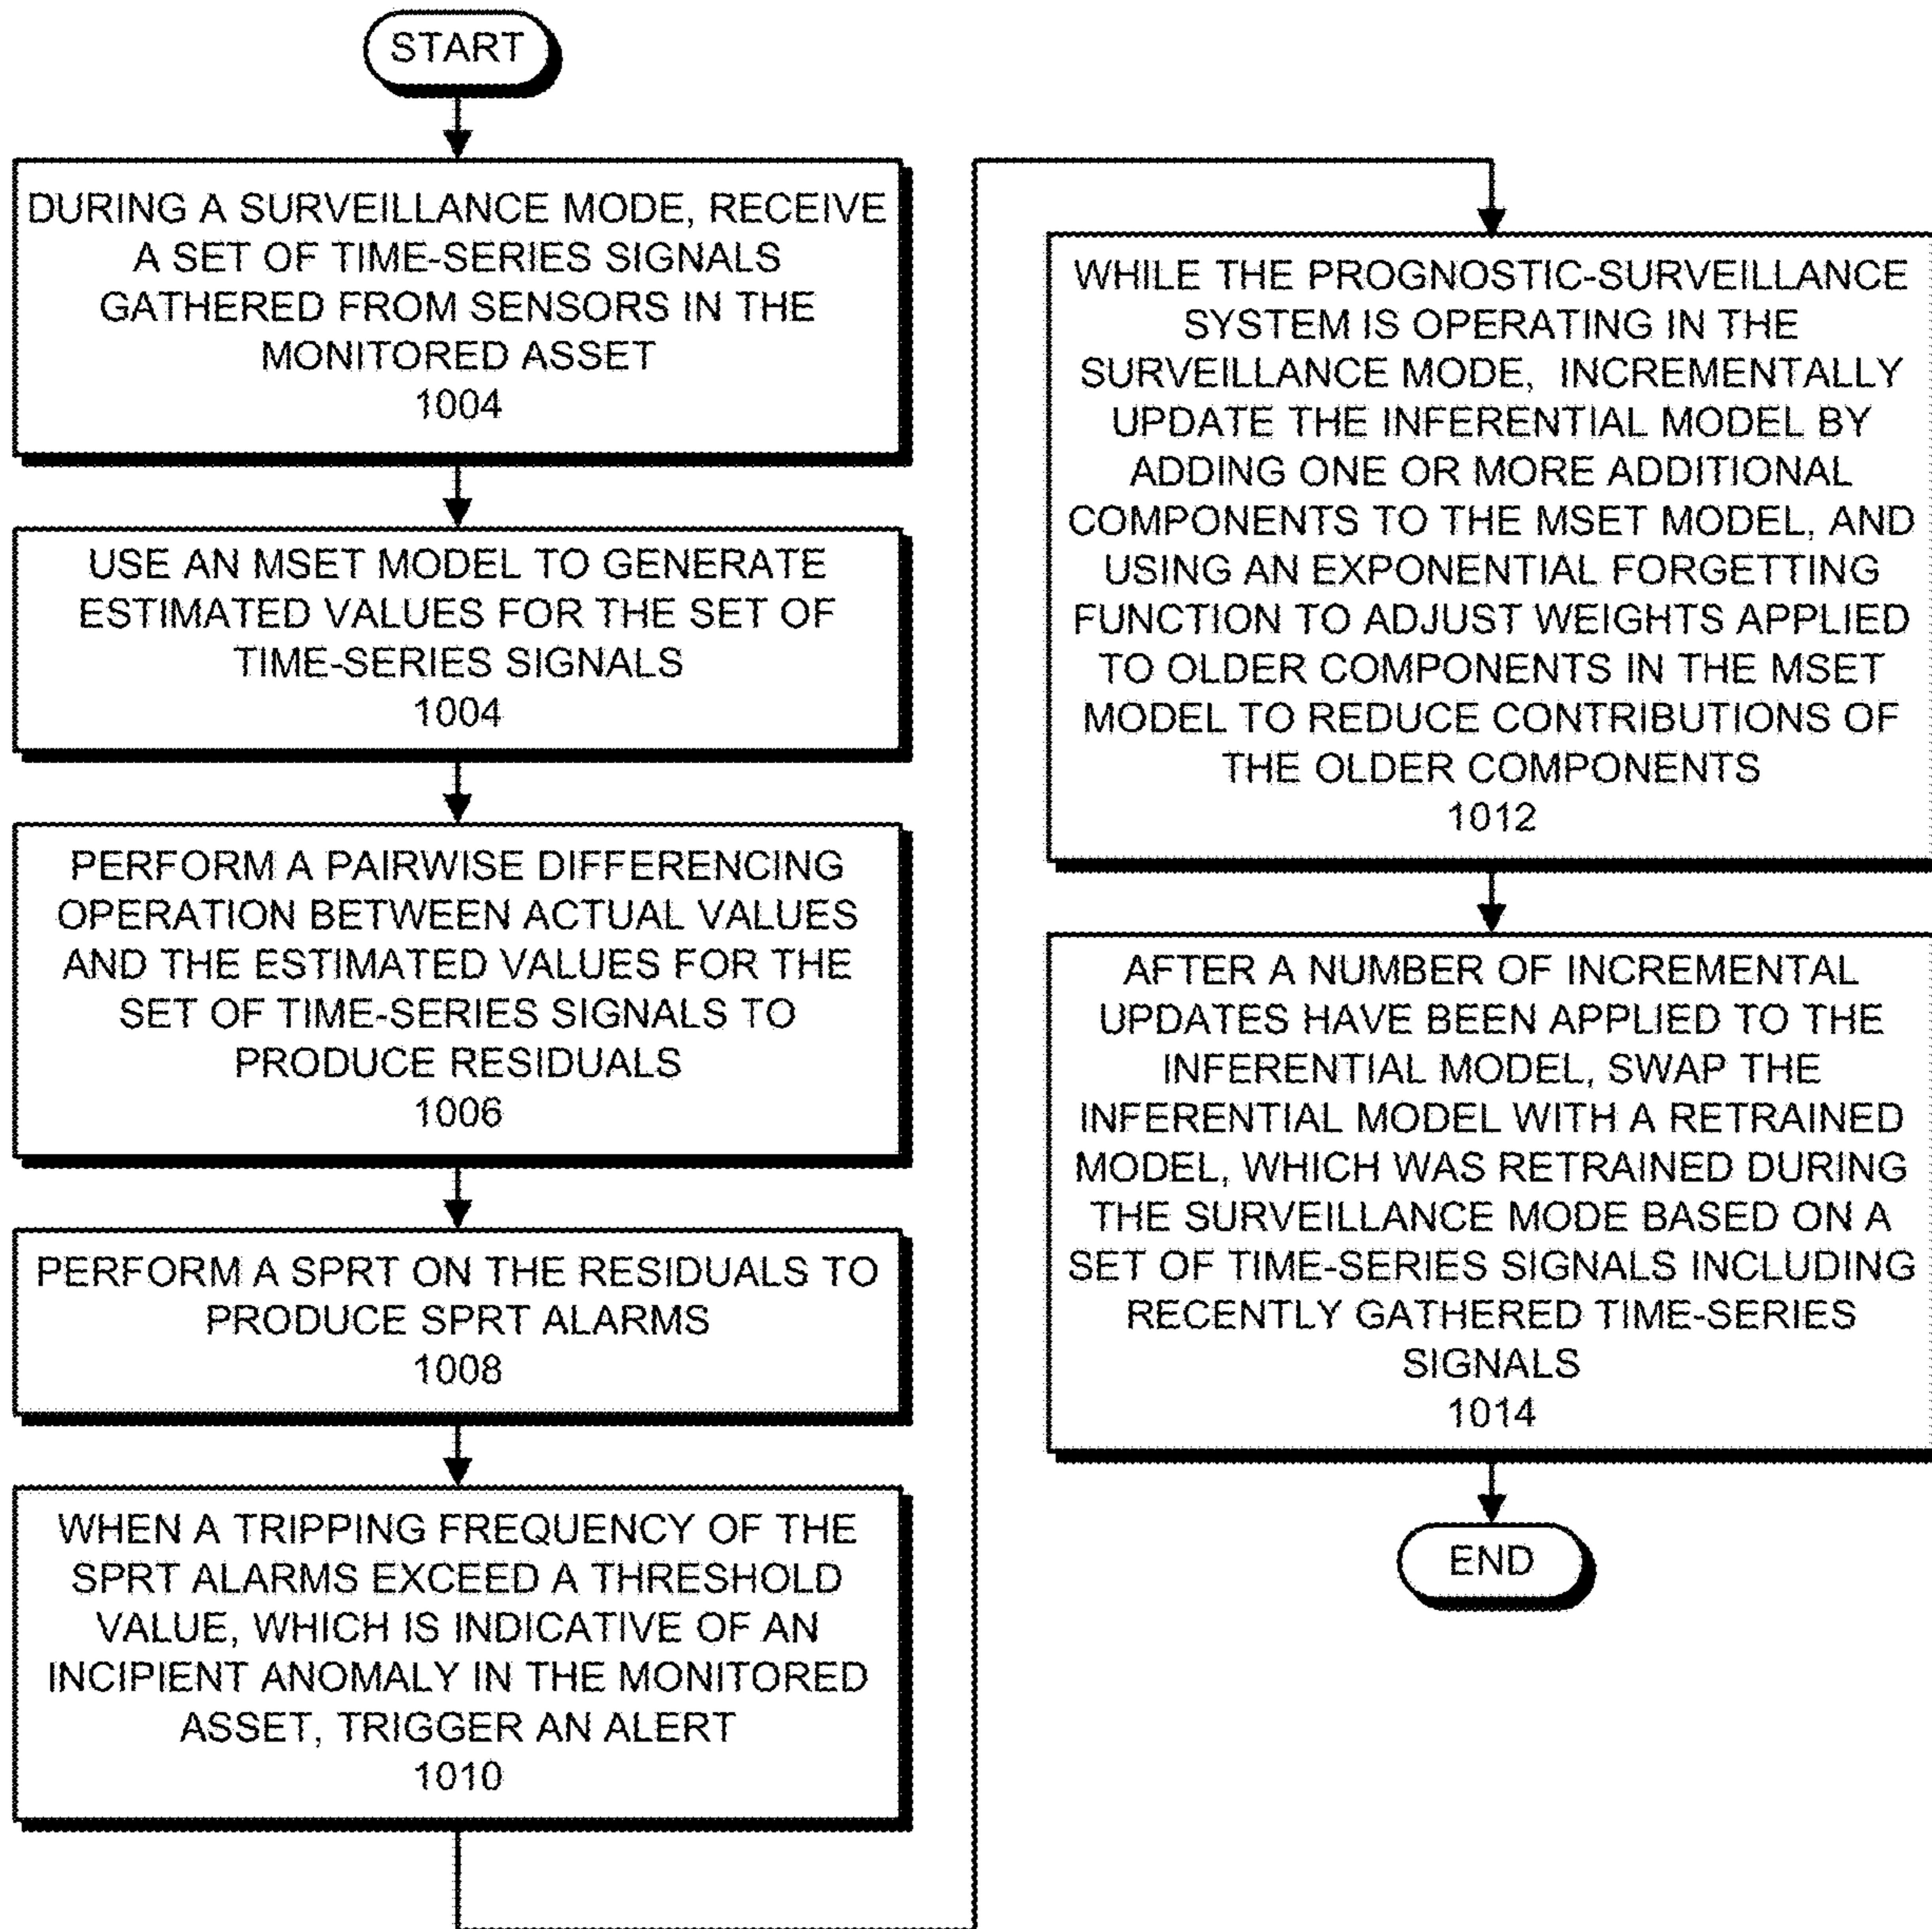 START
DURING A SURVEILLANCE MODE, RECEIVE
A SET OF TIME-SERIES SIGNALS
GATHERED FROM SENSORS IN THE
MONITORED ASSET
1004
USE AN MSET MODEL TO GENERATE
ESTIMATED VALUES FOR THE SET OF
TIME-SERIES SIGNALS
1004
PERFORM A PAIRWISE DIFFERENCING
OPERATION BETWEEN ACTUAL VALUES
AND THE ESTIMATED VALUES FOR THE
SET OF TIME-SERIES SIGNALS TO
PRODUCE RESIDUALS
1006
PERFORM A SPRT ON THE RESIDUALS TO
PRODUCE SPRT ALARMS
1008
WHEN A TRIPPING FREQUENCY OF THE
SPRT ALARMS EXCEED A THRESHOLD
VALUE, WHICH IS INDICATIVE OF AN
INCIPIENT ANOMALY IN THE MONITORED
ASSET, TRIGGER AN ALERT
1010
WHILE THE PROGNOSTIC-SURVEILLANCE
SYSTEM IS OPERATING IN THE
SURVEILLANCE MODE, INCREMENTALLY
UPDATE THE INFERENTIAL MODEL BY
ADDING ONE OR MORE ADDITIONAL
COMPONENTS TO THE MSET MODEL, AND
USING AN EXPONENTIAL FORGETTING
FUNCTION TO ADJUST WEIGHTS APPLIED
TO OLDER COMPONENTS IN THE MSET
MODEL TO REDUCE CONTRIBUTIONS OF
THE OLDER COMPONENTS
1012
AFTER A NUMBER OF INCREMENTAL
UPDATES HAVE BEEN APPLIED TO THE
INFERENTIAL MODEL, SWAP THE
INFERENTIAL MODEL WITH A RETRAINED
MODEL, WHICH WAS RETRAINED DURING
THE SURVEILLANCE MODE BASED ON A
SET OF TIME-SERIES SIGNALS INCLUDING
RECENTLY GATHERED TIME-SERIES
SIGNALS
1014
END